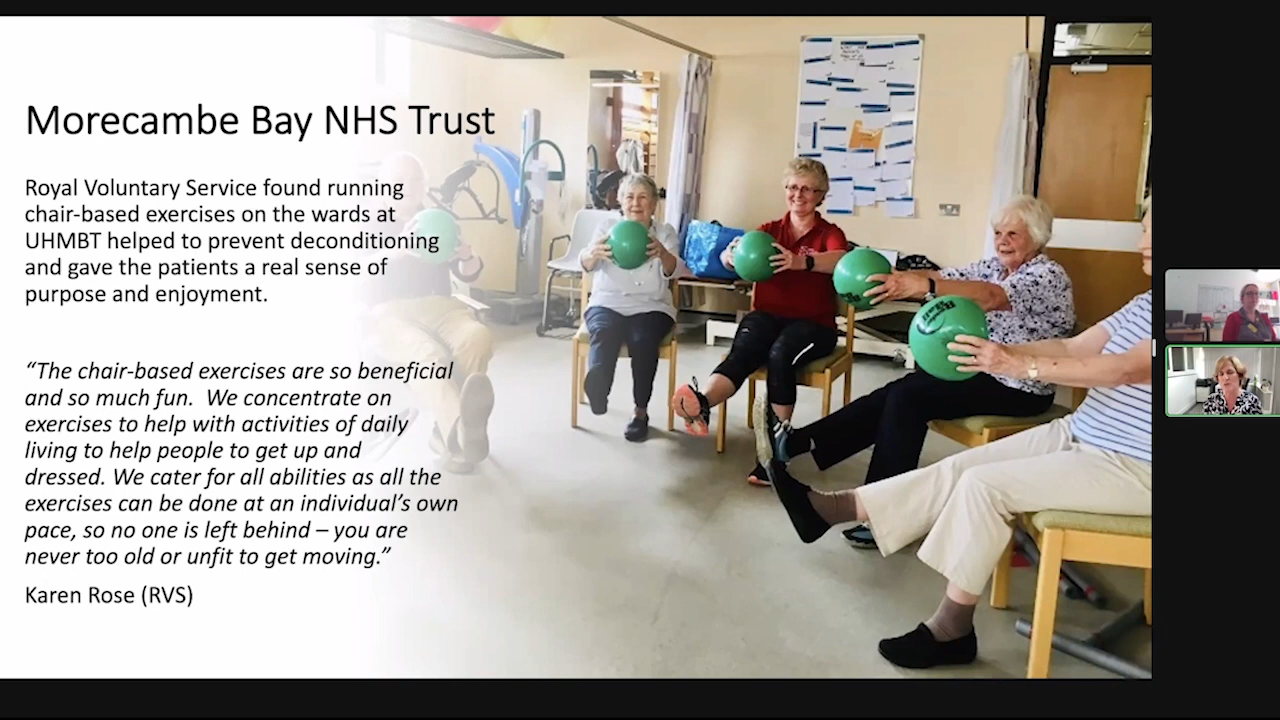 Morecambe Bay NHS Trust
Royal Voluntary Service found running
chair-based exercises on the wards at
UHMBT helped to prevent deconditioning
and gave the patients a real sense of
purpose and enjoyment.
“The chair-based exercises are so beneficial
and so much fun.  We concentrate on
exercises to help with activities of daily
living to help people to get up and
dressed. We cater for all abilities as all the
exercises can be done at an individual’s own
pace, so no one is left behind – you are
never too old or unfit to get moving.”
Karen Rose (RVS)